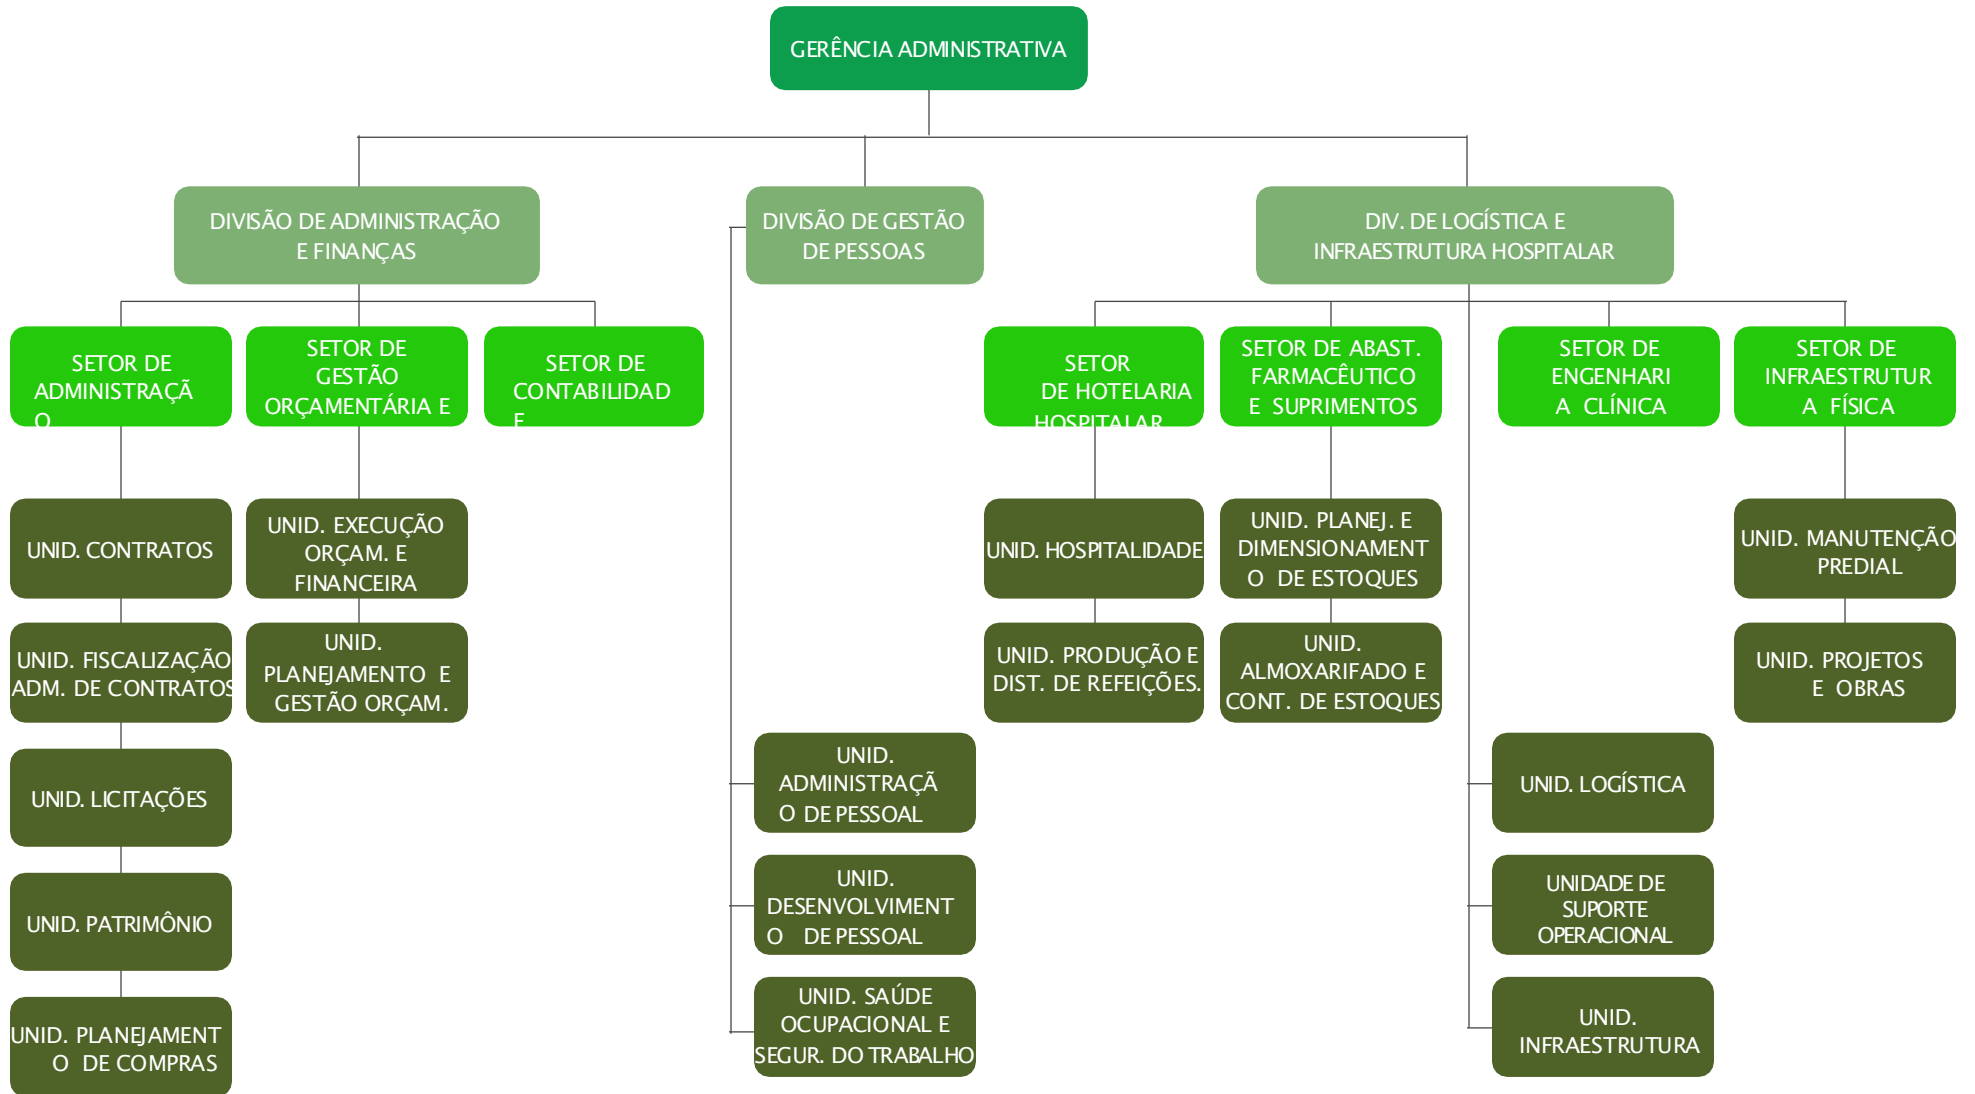 GERÊNCIA ADMINISTRATIVA
DIVISÃO DE ADMINISTRAÇÃO
E FINANÇAS
DIVISÃO DE GESTÃO
DE PESSOAS
DIV. DE LOGÍSTICA E
INFRAESTRUTURA HOSPITALAR
SETOR DE
ADMINISTRAÇÃ
O
SETOR DE
GESTÃO
ORÇAMENTÁRIA E
SETOR DE
CONTABILIDAD
E
SETOR
DE HOTELARIA
HOSPITALAR
SETOR DE ABAST.
FARMACÊUTICO
E SUPRIMENTOS
SETOR DE
ENGENHARI
A CLÍNICA
SETOR DE
INFRAESTRUTUR
A FÍSICA
UNID. CONTRATOS
UNID. EXECUÇÃO
ORÇAM. E
FINANCEIRA
UNID. HOSPITALIDADE
UNID. PLANEJ. E
DIMENSIONAMENT
O DE ESTOQUES
UNID. MANUTENÇÃO
PREDIAL
UNID. FISCALIZAÇÃO
ADM. DE CONTRATOS
UNID.
PLANEJAMENTO E
GESTÃO ORÇAM.
UNID. PRODUÇÃO E
DIST. DE REFEIÇÕES.
UNID.
ALMOXARIFADO E
CONT. DE ESTOQUES
UNID. PROJETOS
E OBRAS
UNID. LICITAÇÕES
UNID.
ADMINISTRAÇÃ
O DE PESSOAL
UNID. LOGÍSTICA
UNID. PATRIMÔNIO
UNID.
DESENVOLVIMENT
O DE PESSOAL
UNIDADE DE
SUPORTE
OPERACIONAL
UNID. PLANEJAMENT
O DE COMPRAS
UNID. SAÚDE
OCUPACIONAL E
SEGUR. DO TRABALHO
UNID.
INFRAESTRUTURA